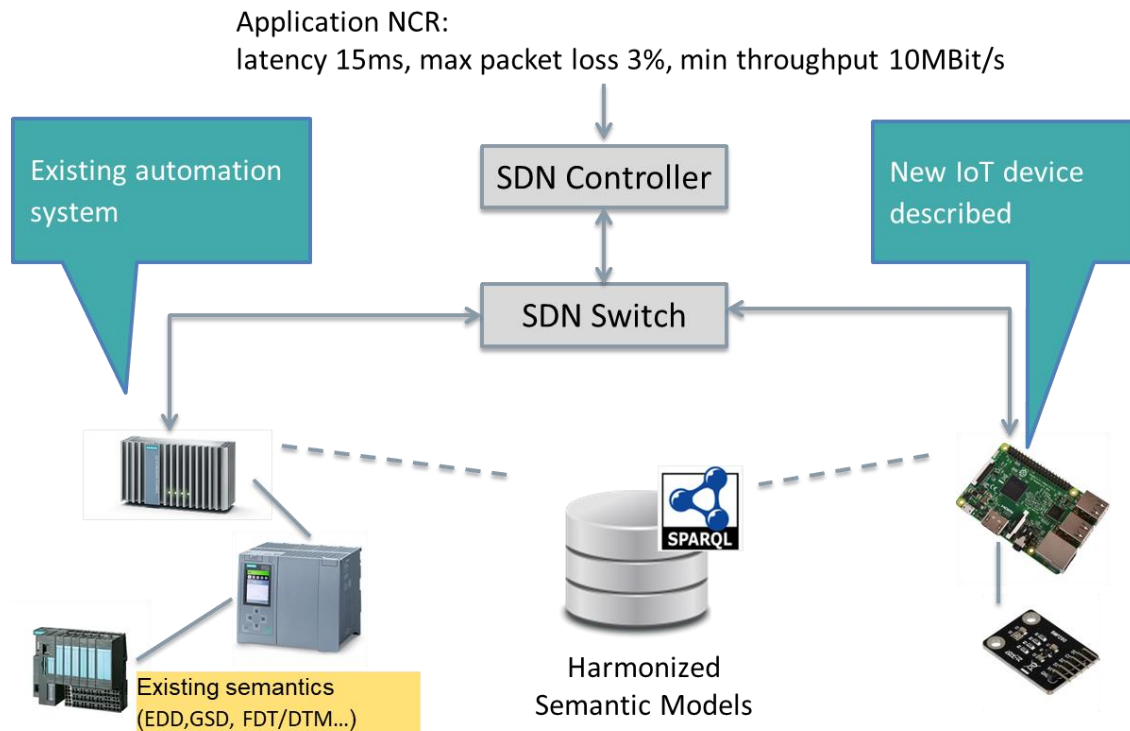 Application NCR:
latency 15ms, max packet loss 3%, min throughput 10MBit/s
Existing automation
system
SDN Controller
New IoT device
described
SDN Switch
SPARQL
Harmonized
Semantic Models
Existing semantics
(EDD,GSD, FDT/DTM...)